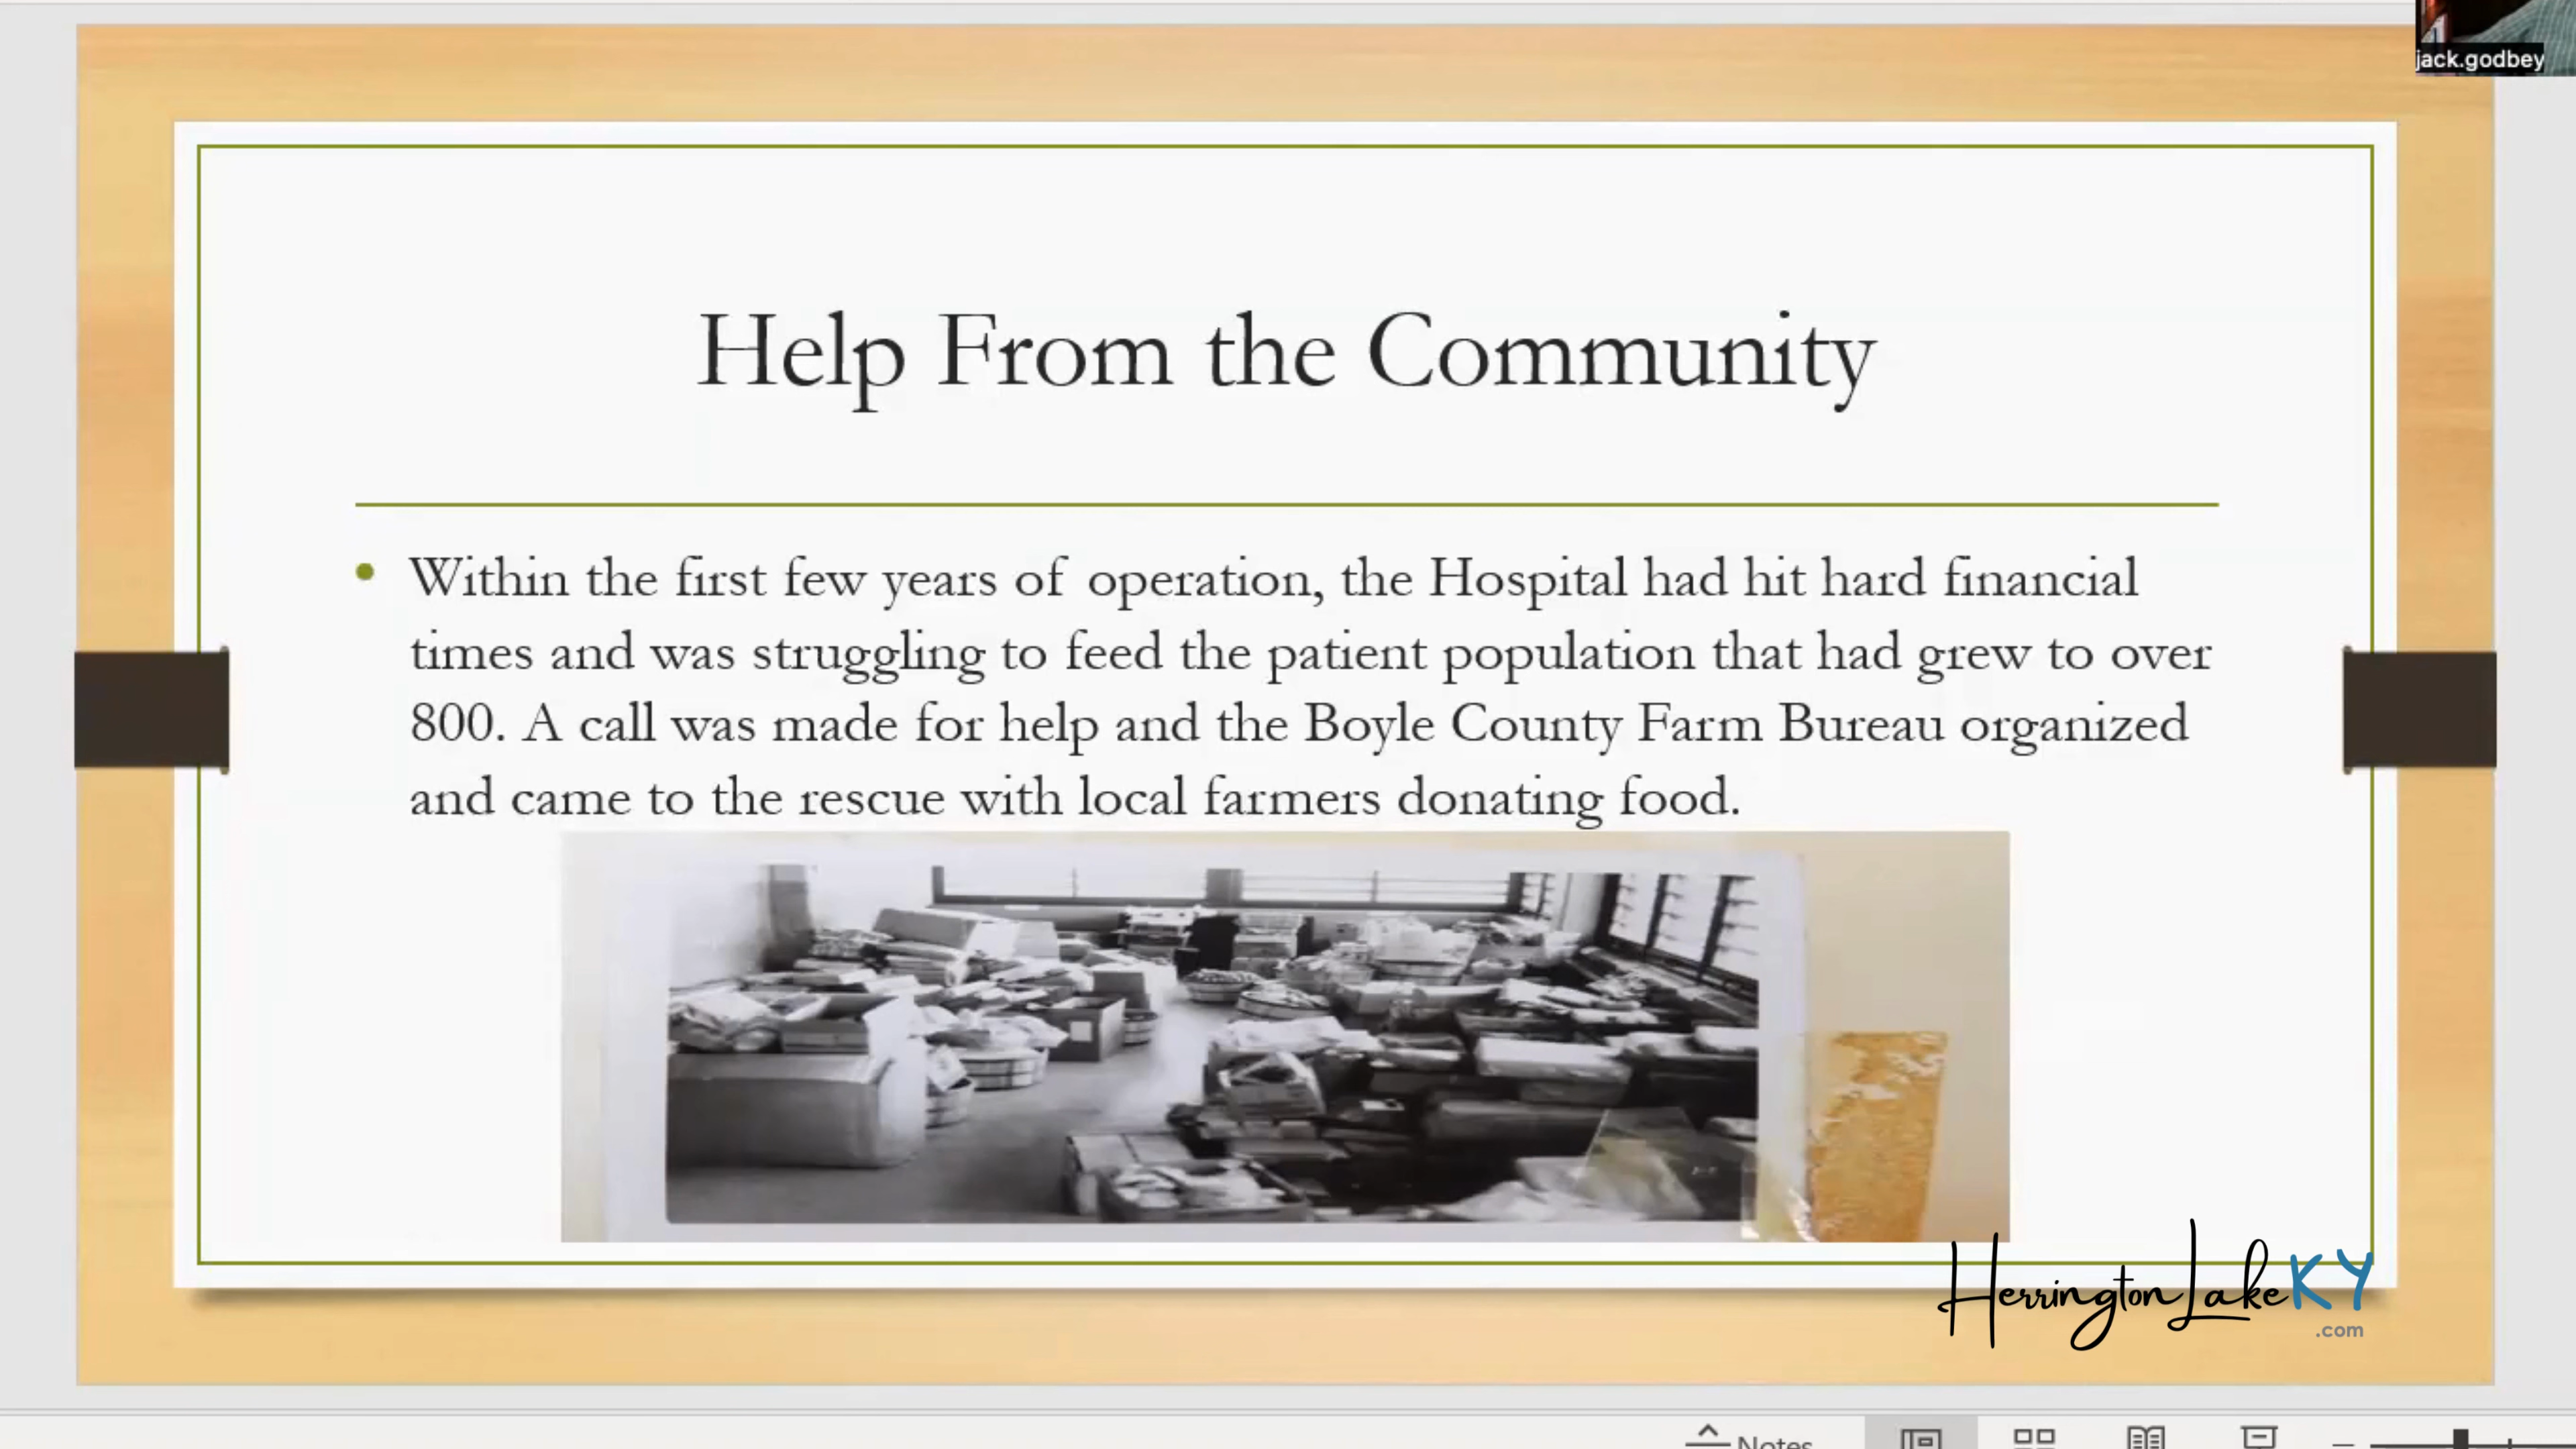 jack.godbey
Help From the Community
• Within the first few years of operation, the Hospital had hit hard financial
times and was struggling to feed the patient population that had grew to over
800. A call was made for help and the Boyle County Farm Bureau organized
and came to the rescue with local farmers donating food.
HerringtonLakeKY
.com
Notes